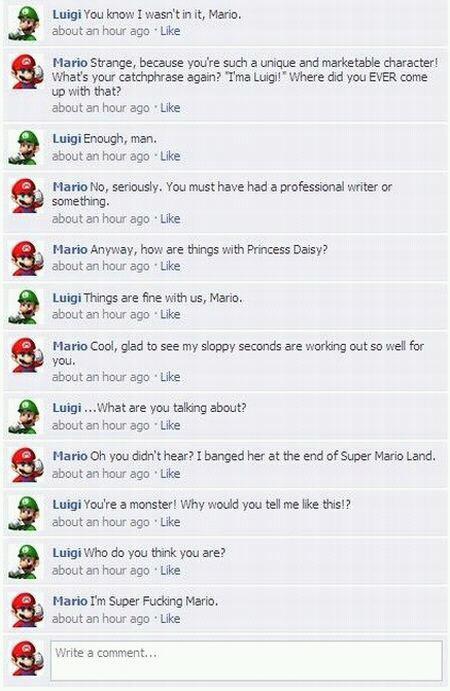 Luigi You know I wasn't in it, Mario.
about an hour ago · Like
Mario Strange, because you're such a unique and marketable character!
What's your catchphrase again? "I'ma Luigi!" Where did you EVER come
up with that?
about an hour ago · Like
Luigi Enough, man.
about an hour ago · Like
Mario No, seriously. You must have had a professional writer or
something.
about an hour ago · Like
Mario Anyway, how are things with Princess Daisy?
about an hour ago · Like
Luigi Things are fine with us, Mario.
about an hour ago · Like
Mario Cool, glad to see my sloppy seconds are working out so well for
you.
about an hour ago · Like
Luigi ...What are you talking about?
about an hour ago · Like
Mario Oh you didn't hear? I banged her at the end of Super Mario Land.
about an hour ago · Like
Luigi You're a monster! Why would you tell me like this!?
about an hour ago · Like
Luigi Who do you think you are?
about an hour ago · Like
Mario I'm Super Fucking Mario.
about an hour ago · Like
Write a comment...